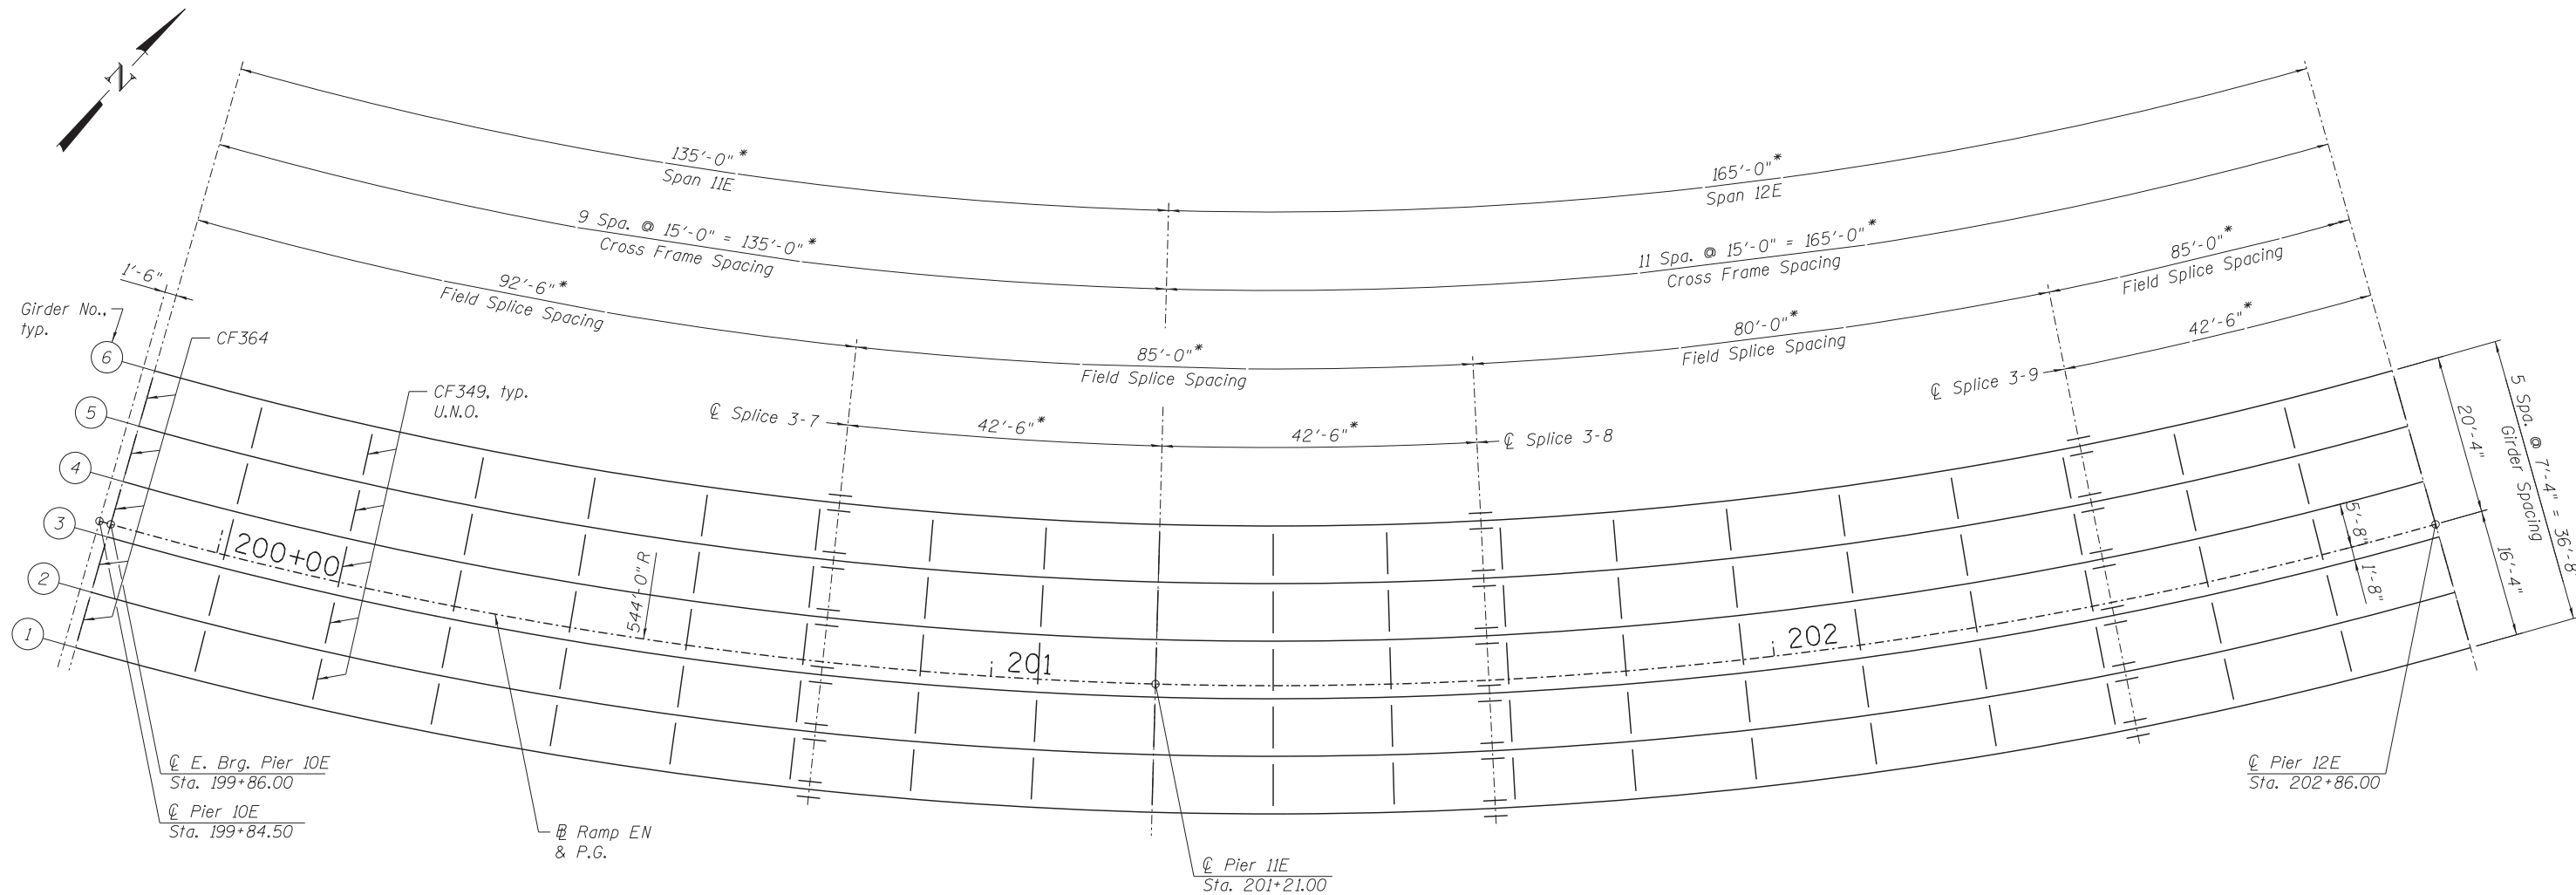 N
135'-0"*
Span 11E
165'-0"*
Span 12E
9 Spa. @ 15'-0" = 135'-0"*
Cross Frame Spacing
11 Spa. @ 15'-0" = 165'-0"*
Cross Frame Spacing
92'-6"*
Field Splice Spacing
85'-0"*
Field Splice Spacing
80'-0"*
Field Splice Spacing
85'-0"*
Field Splice Spacing
1'-6"
Girder No.,
typ.
CF364
CF349, typ.
U.N.O.
℄ Splice 3-7
42'-6"*
42'-6"*
℄ Splice 3-8
℄ Splice 3-9
42'-6"*
6
5
4
3
2
1
200+00
544'-0" R
201
202
20'-4"
16'-4"
5 Spa. @ 7'-4" = 36'-8"
Girder Spacing
5'-8"
1'-8"
℄ E. Brg. Pier 10E
Sta. 199+86.00
℄ Pier 10E
Sta. 199+84.50
B̵L Ramp EN
& P.G.
℄ Pier 11E
Sta. 201+21.00
℄ Pier 12E
Sta. 202+86.00